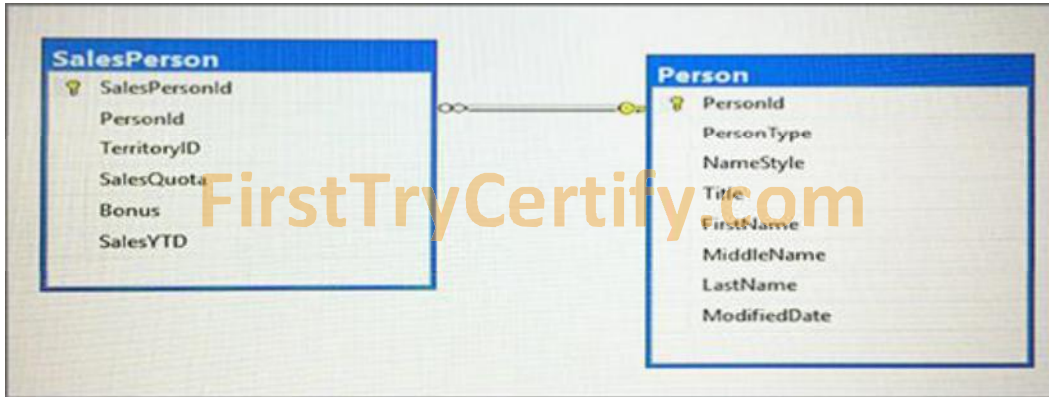 SalesPerson
SalesPersonId
PersonId
TerritoryID
SalesQuota
Bonus
SalesYTD
Person
PersonId
PersonType
NameStyle
Title
FirstName
MiddleName
LastName
ModifiedDate
FirstTryCertify.com